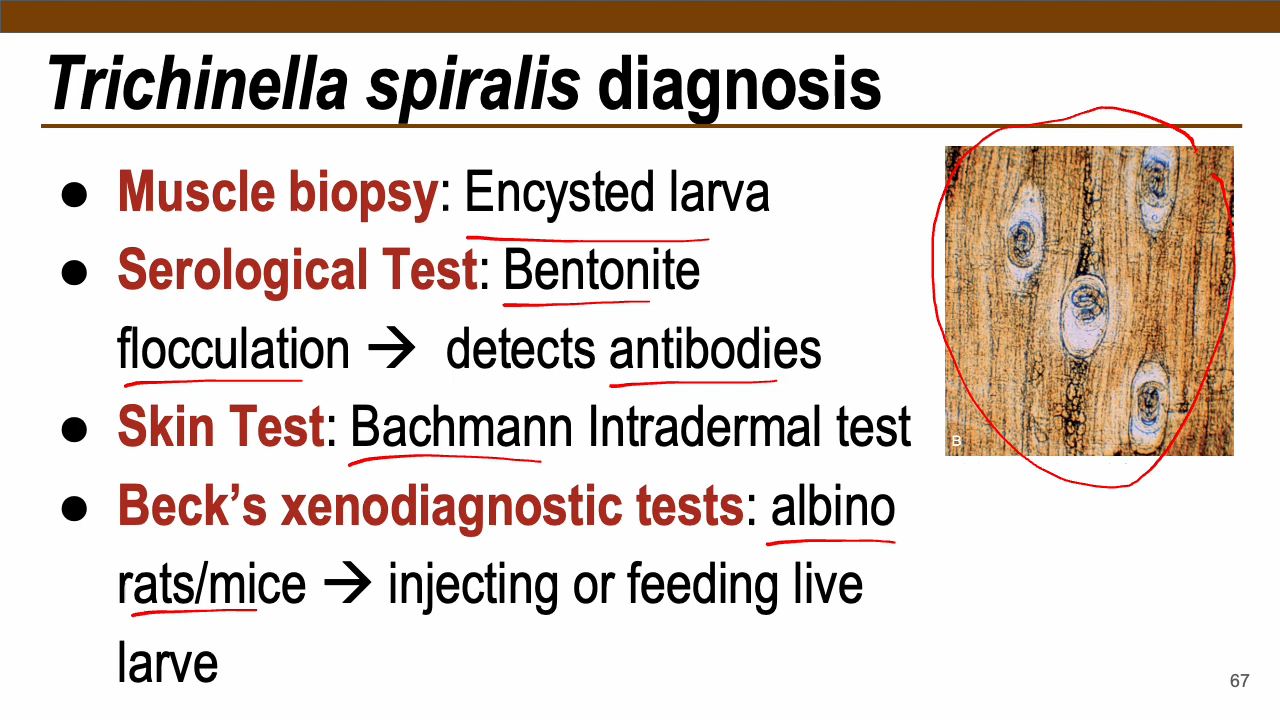 Trichinella spiralis diagnosis
● Muscle biopsy: Encysted larva
● Serological Test: Bentonite
flocculation → detects antibodies
● Skin Test: Bachmann Intradermal test
● Beck’s xenodiagnostic tests: albino
rats/mice → injecting or feeding live
larve
B
67